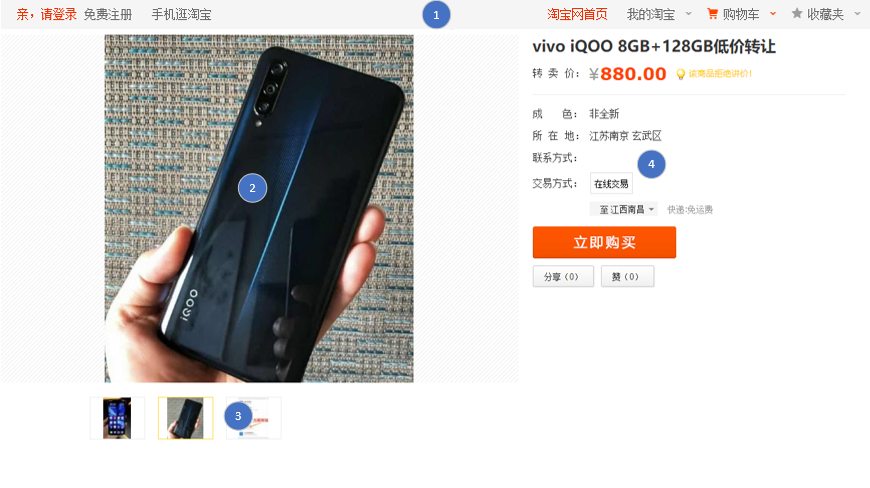 亲，请登录 免费注册 手机逛淘宝 1 淘宝网首页 我的淘宝 购物车 收藏夹
vivo iQOO 8GB+128GB低价转让
转 卖 价： ¥880.00 该商品拒绝讲价！
成 色： 非全新
所 在 地： 江苏南京 玄武区
联系方式：
4
交易方式： 在线交易
2
至 江西南昌 快递:免运费
立即购买
分享（0） 赞（0）
iQOO
3